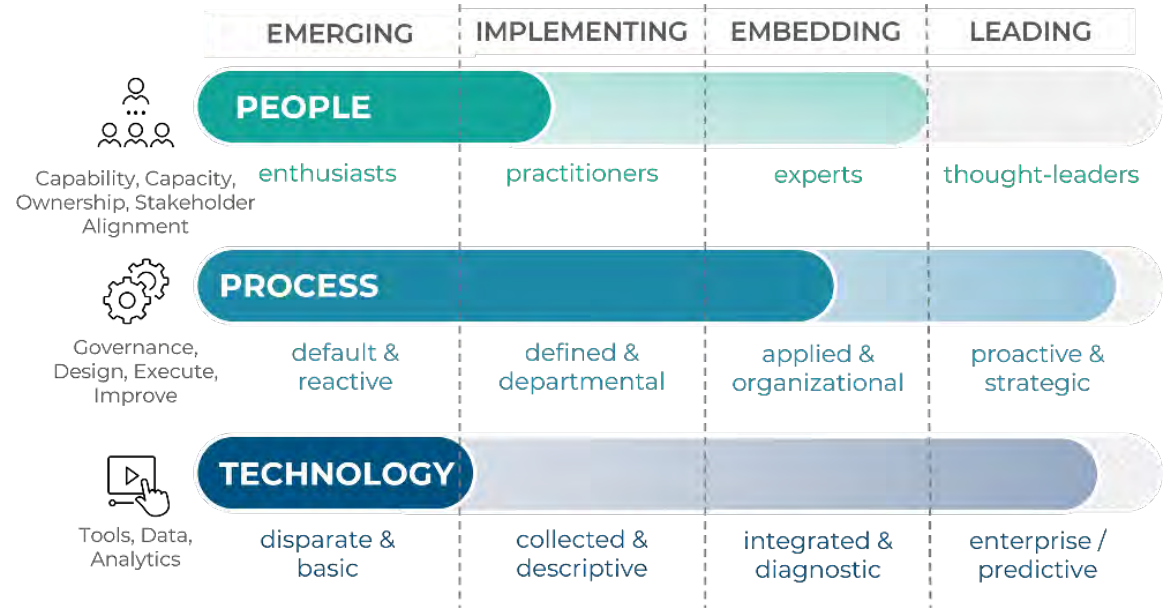 EMERGING
IMPLEMENTING
EMBEDDING
LEADING
PEOPLE
Capability, Capacity,
Ownership, Stakeholder
Alignment
enthusiasts
practitioners
experts
thought-leaders
PROCESS
Governance,
Design, Execute,
Improve
default &
reactive
defined &
departmental
applied &
organizational
proactive &
strategic
TECHNOLOGY
Tools, Data,
Analytics
disparate &
basic
collected &
descriptive
integrated &
diagnostic
enterprise /
predictive